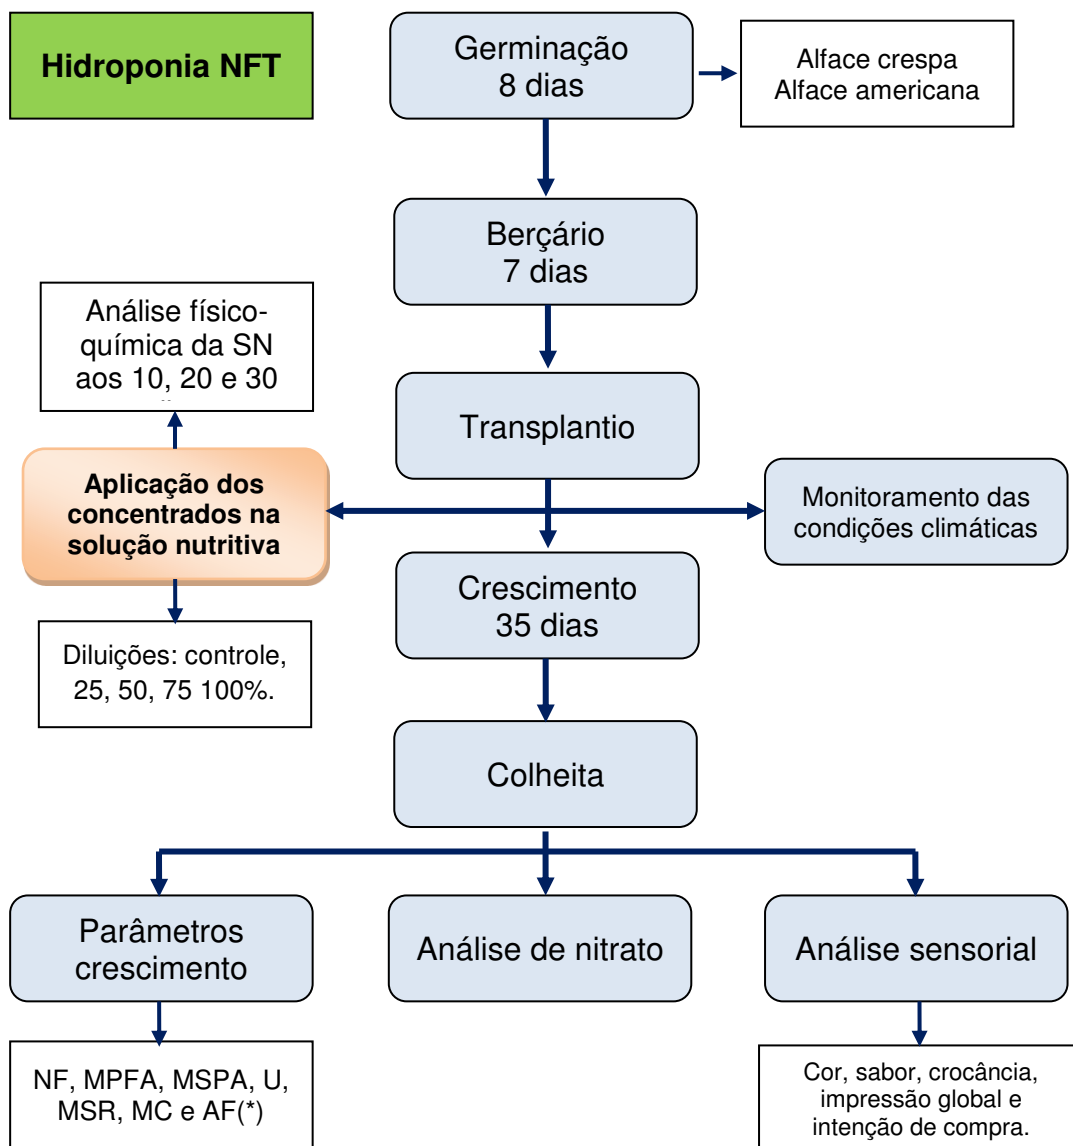 Hidroponia NFT
Germinação
8 dias
Alface crespa
Alface americana
Berçário
7 dias
Análise físico-
química da SN
aos 10, 20 e 30
Transplantio
Aplicação dos
concentrados na
solução nutritiva
Monitoramento das
condições climáticas
Crescimento
35 dias
Diluições: controle,
25, 50, 75 100%.
Colheita
Parâmetros
crescimento
Análise de nitrato
Análise sensorial
NF, MPFA, MSPA, U,
MSR, MC e AF(*)
Cor, sabor, crocância,
impressão global e
intenção de compra.